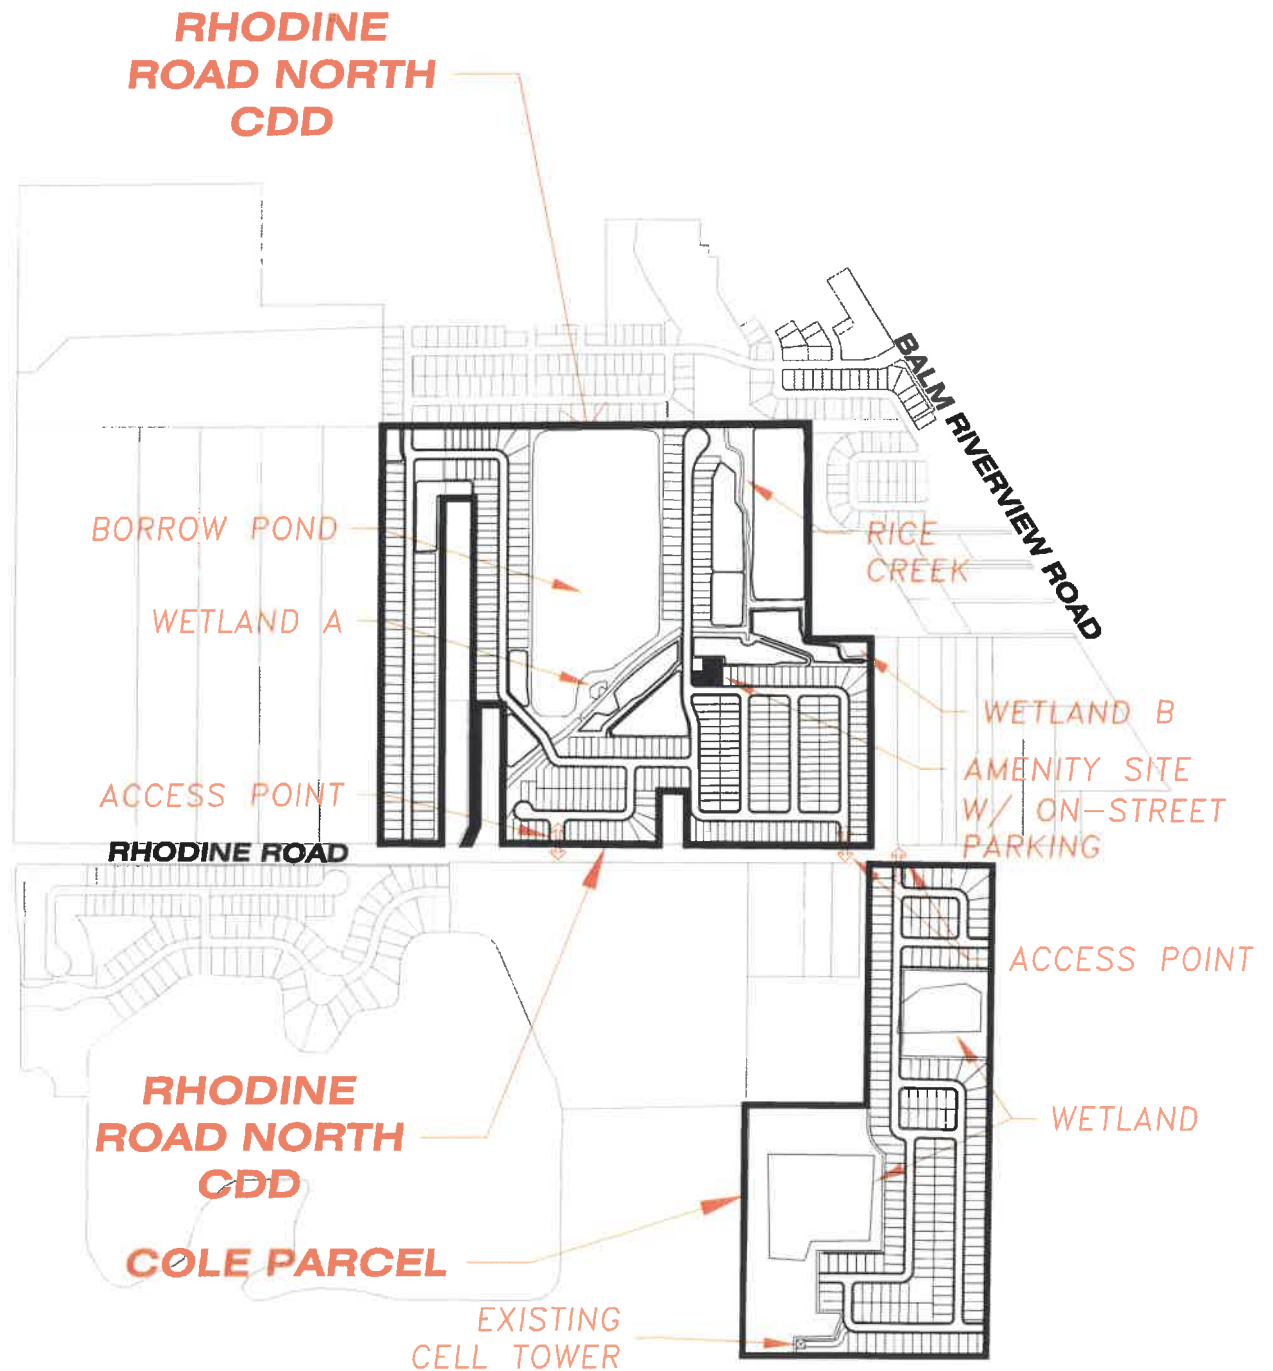 RHODINE
ROAD NORTH
CDD
BALM RIVERVIEW ROAD
BORROW POND
RICE
CREEK
WETLAND A
WETLAND B
AMENITY SITE
W/ ON-STREET
PARKING
ACCESS POINT
RHODINE ROAD
ACCESS POINT
RHODINE
ROAD NORTH
CDD
WETLAND
COLE PARCEL
EXISTING
CELL TOWER